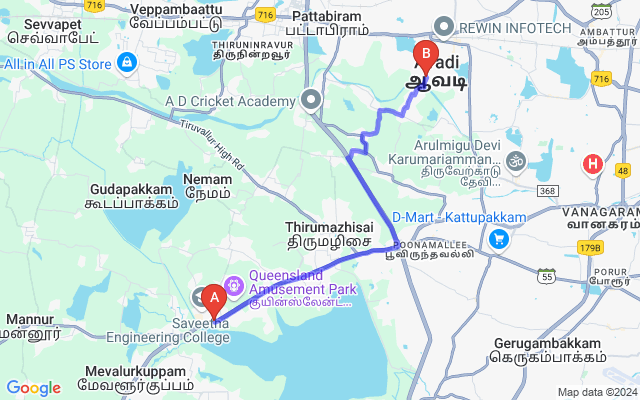 Sevvapet
செவ்வாபேட்
Veppambaattu
வேப்பம்பட்டு
Pattabiram
பட்டாபிராம்
205
REWIN INFOTECH
AMBATTUR
அம்பத்தூர்
716
THIRUNINRAVUR
திருநின்றவூர்
All in All PS Store
B
Avadi
ஆவடி
716
716
A D Cricket Academy
Tiruvallur High Rd
Arulmigu Devi
Karumariamman...
திருவேற்காடு
தேவி...
H
48
Nemam
நேமம்
Gudapakkam
கூடப்பாக்கம்
368
D-Mart - Kattupakkam
VANAGARAM
வானகரம்
Thirumazhisai
திருமழிசை
POONAMALLEE
பூவிருந்தவல்லி
179B
55
PORUR
போரூர்
Queensland
Amusement Park
குயின்ஸ்லேண்ட்...
A
Saveetha
Engineering College
Mannur
மண்ணூர்
Gerugambakkam
கெருகம்பாக்கம்
Mevalurkuppam
மேவளூர்குப்பம்
Google
Map data ©2024